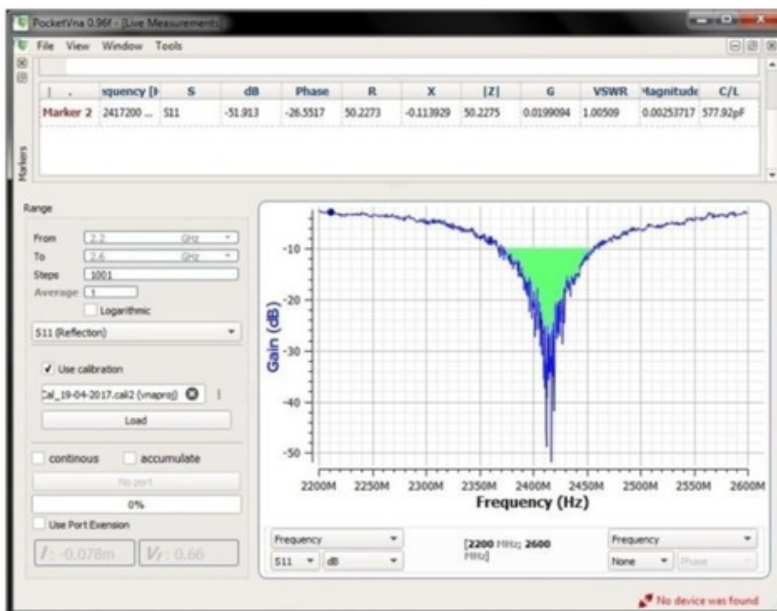 PocketVna 0.96f - [Live Measurements]
File View Window Tools
Markers
equency [H S dB Phase R X |Z| G VSWR Magnitude C/L
Marker 2 2417200 ... S11 -51.913 -26.5517 50.2273 -0.113929 50.2275 0.0199094 1.00509 0.00253717 577.92pF
Range
From 2.2 GHz
To 2.6 GHz
Steps 1001
Average 1
Logarithmic
S11 (Reflection)
Use calibration
Cal_19-04-2017.cali2 (vnaproj)
Load
continous accumulate
No port
0%
Use Port Exension
l : -0.078m Vf : 0.66
Gain (dB)
-10
-20
-30
-40
-50
2200M 2250M 2300M 2350M 2400M 2450M 2500M 2550M 2600M
Frequency (Hz)
Frequency
S11 dB
[2200 MHz; 2600
MHz]
Frequency
None Phase
No device was found